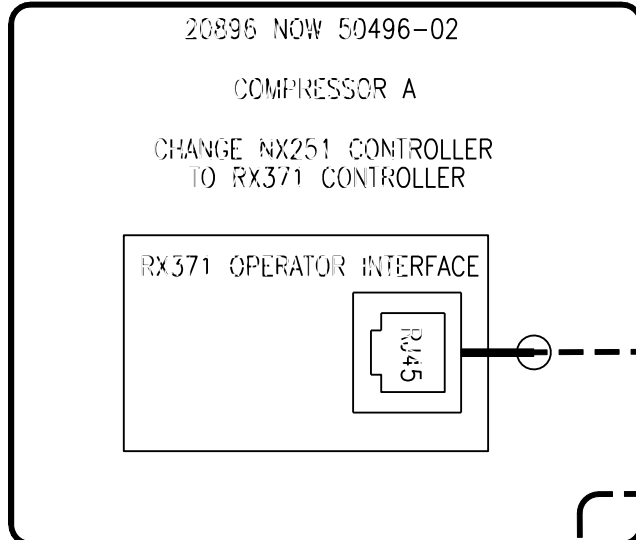 20896 NOW 50496-02
COMPRESSOR A
CHANGE NX251 CONTROLLER
TO RX371 CONTROLLER
RX371 OPERATOR INTERFACE
RJ45